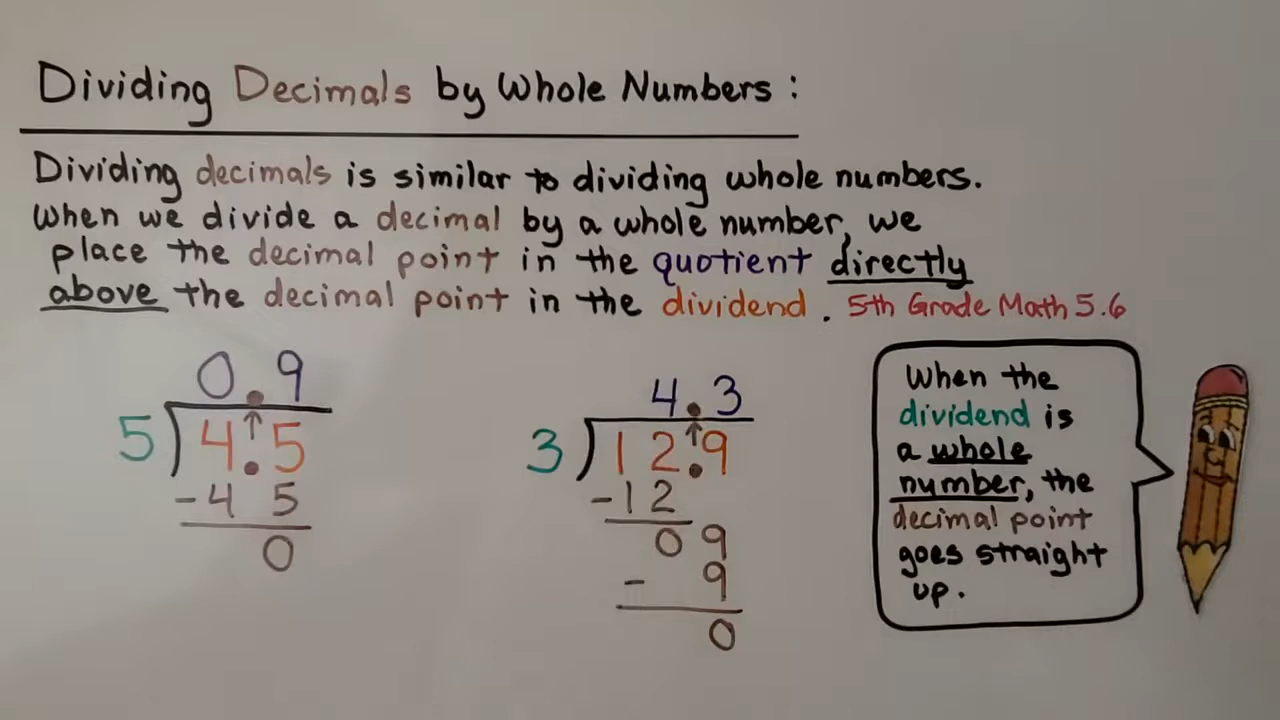 Dividing Decimals by Whole Numbers:
Dividing decimals is similar to dividing whole numbers.
When we divide a decimal by a whole number, we
place the decimal point in the quotient directly
above the decimal point in the dividend. 5th Grade Math 5.6
0.9
5)4.5
-4 5
0
4.3
3)12.9
-12
09
- 9
0
When the
dividend is
a whole
number, the
decimal point
goes straight
up.